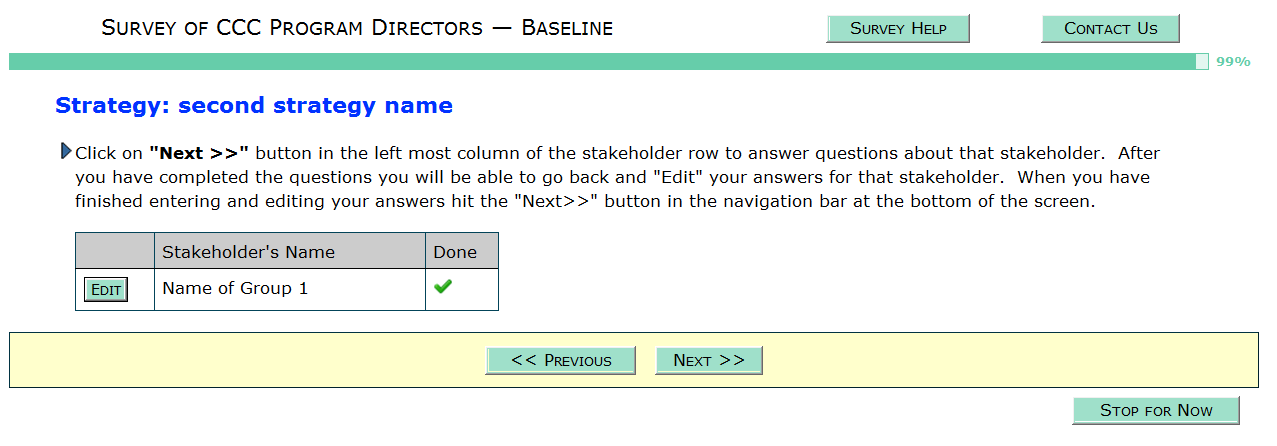 Survey of CCC Program Directors — Baseline
Survey Help
Contact Us
99%
Strategy: second strategy name
Click on "Next >>" button in the left most column of the stakeholder row to answer questions about that stakeholder.  After
you have completed the questions you will be able to go back and "Edit" your answers for that stakeholder.  When you have
finished entering and editing your answers hit the "Next>>" button in the navigation bar at the bottom of the screen.
Stakeholder's Name Done
Edit Name of Group 1
<< Previous Next >>
Stop for Now